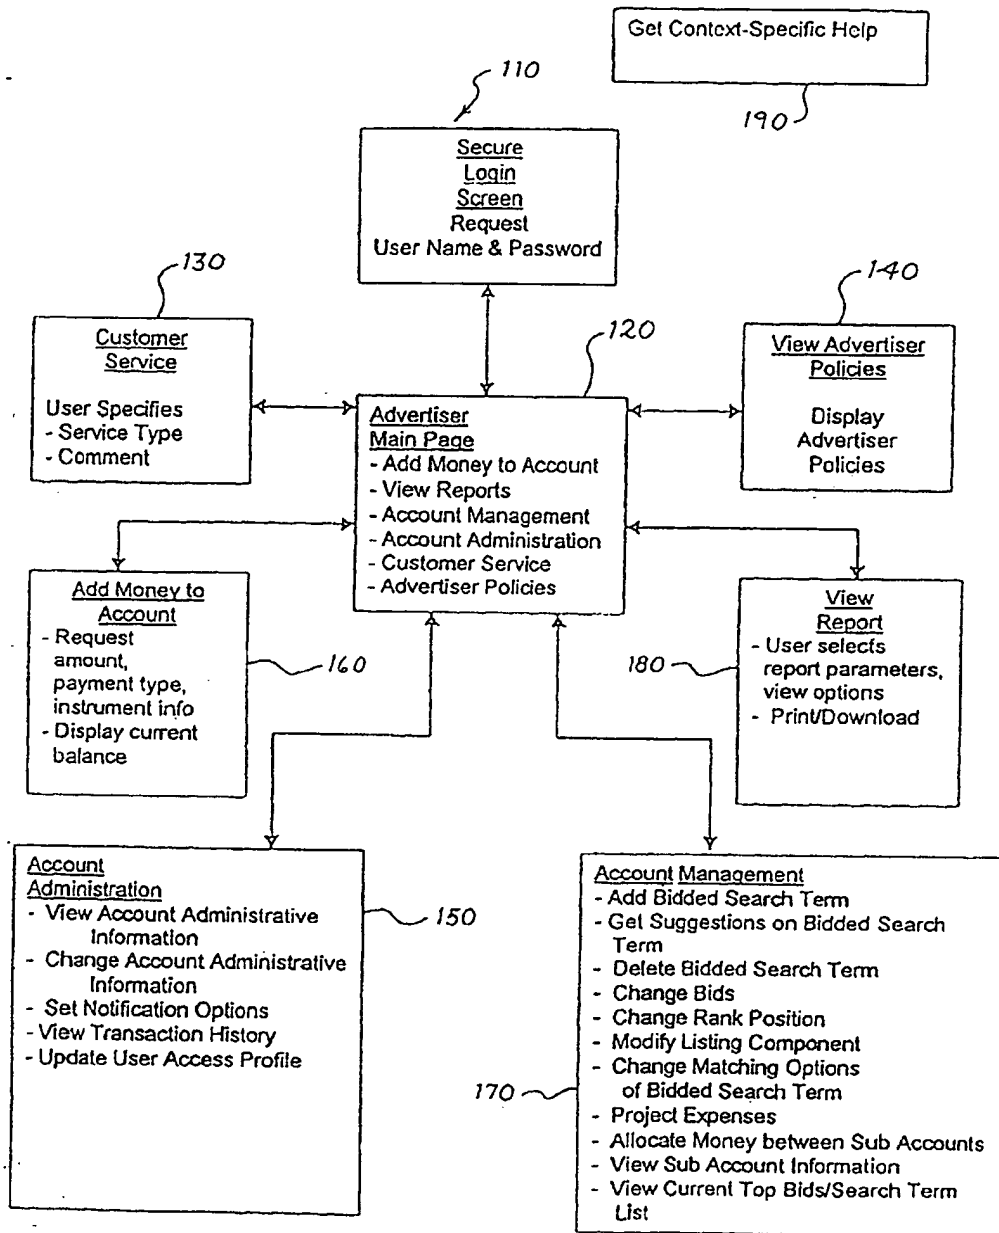 Get Context-Specific Help
190
110
Secure
Login
Screen
Request
User Name & Password
130
Customer
Service
User Specifies
- Service Type
- Comment
120
Advertiser
Main Page
- Add Money to Account
- View Reports
- Account Management
- Account Administration
- Customer Service
- Advertiser Policies
140
View Advertiser
Policies
Display
Advertiser
Policies
Add Money to
Account
- Request
amount,
payment type,
instrument info
- Display current
balance
160
180
View
Report
- User selects
report parameters,
view options
- Print/Download
Account
Administration
- View Account Administrative
Information
- Change Account Administrative
Information
- Set Notification Options
- View Transaction History
- Update User Access Profile
150
Account Management
- Add Bidded Search Term
- Get Suggestions on Bidded Search
Term
- Delete Bidded Search Term
- Change Bids
- Change Rank Position
- Modify Listing Component
- Change Matching Options
of Bidded Search Term
- Project Expenses
- Allocate Money between Sub Accounts
- View Sub Account Information
- View Current Top Bids/Search Term
List
170